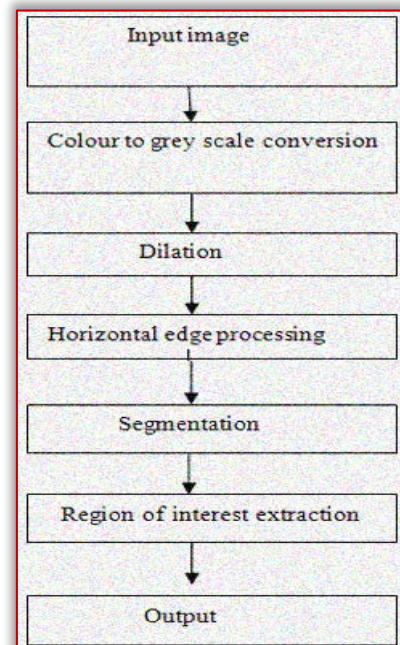 Input image
Colour to grey scale conversion
Dilation
Horizontal edge processing
Segmentation
Region of interest extraction
Output